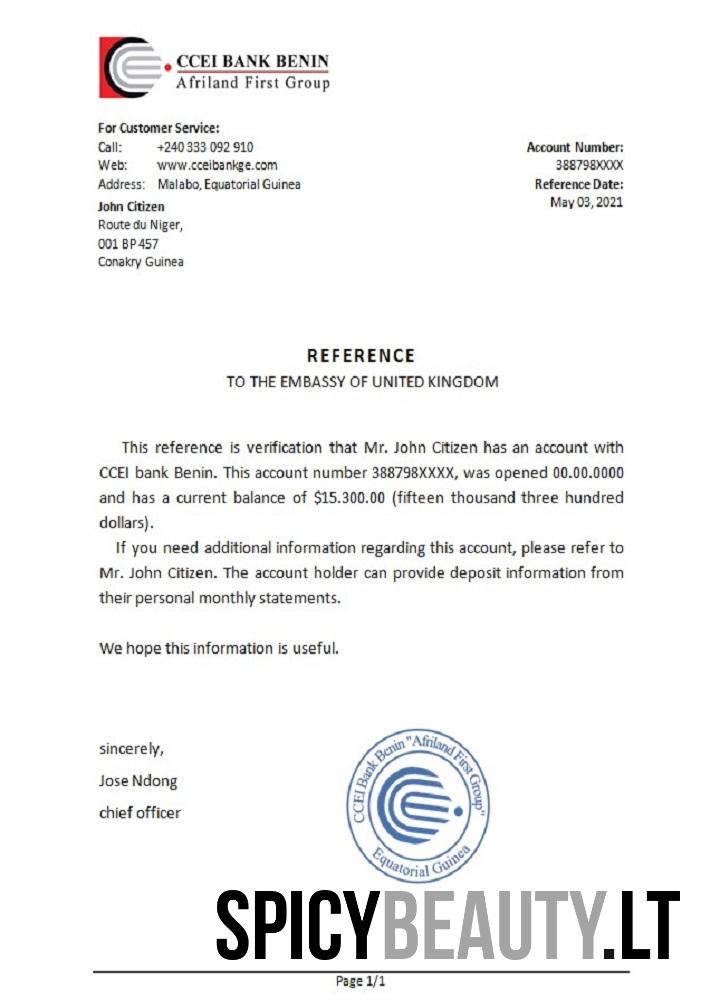 CCEI BANK BENIN
Afriland First Group
For Customer Service:
Call: +240 333 092 910
Web: www.cceibankge.com
Address: Malabo, Equatorial Guinea
Account Number:
388798XXXX
Reference Date:
May 03, 2021
John Citizen
Route du Niger,
001 BP 457
Conakry Guinea
REFERENCE
TO THE EMBASSY OF UNITED KINGDOM
This reference is verification that Mr. John Citizen has an account with
CCEI bank Benin. This account number 388798XXXX, was opened 00.00.0000
and has a current balance of $15.300.00 (fifteen thousand three hundred
dollars).
If you need additional information regarding this account, please refer to
Mr. John Citizen. The account holder can provide deposit information from
their personal monthly statements.
We hope this information is useful.
sincerely,
Jose Ndong
chief officer
CCEI Bank Benin "Afriland First Group"
Equatorial Guinea
SPICYBEAUTY.LT
Page 1/1